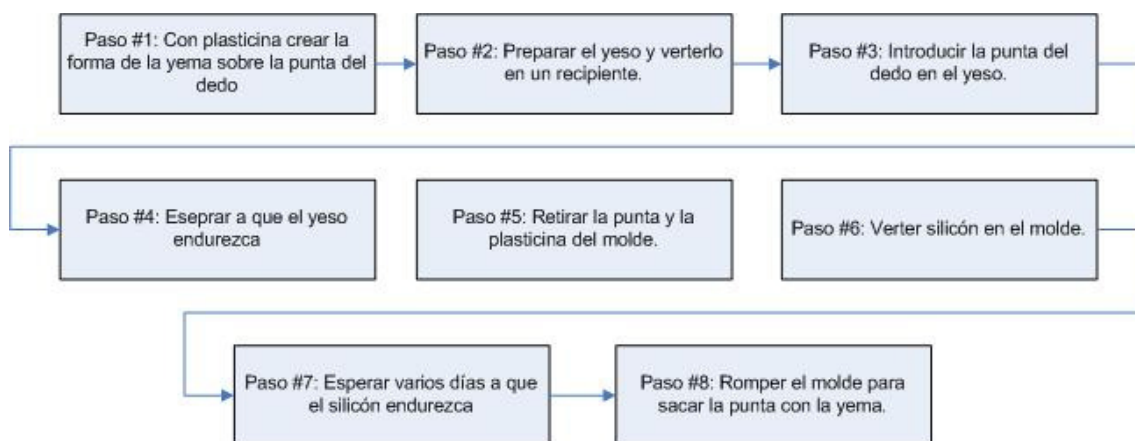 Paso #1: Con plasticina crear la
forma de la yema sobre la punta del
dedo
Paso #2: Preparar el yeso y verterlo
en un recipiente.
Paso #3: Introducir la punta del
dedo en el yeso.
Paso #4: Eseprar a que el yeso
endurezca
Paso #5: Retirar la punta y la
plasticina del molde.
Paso #6: Verter silicón en el molde.
Paso #7: Esperar varios días a que
el silicón endurezca
Paso #8: Romper el molde para
sacar la punta con la yema.